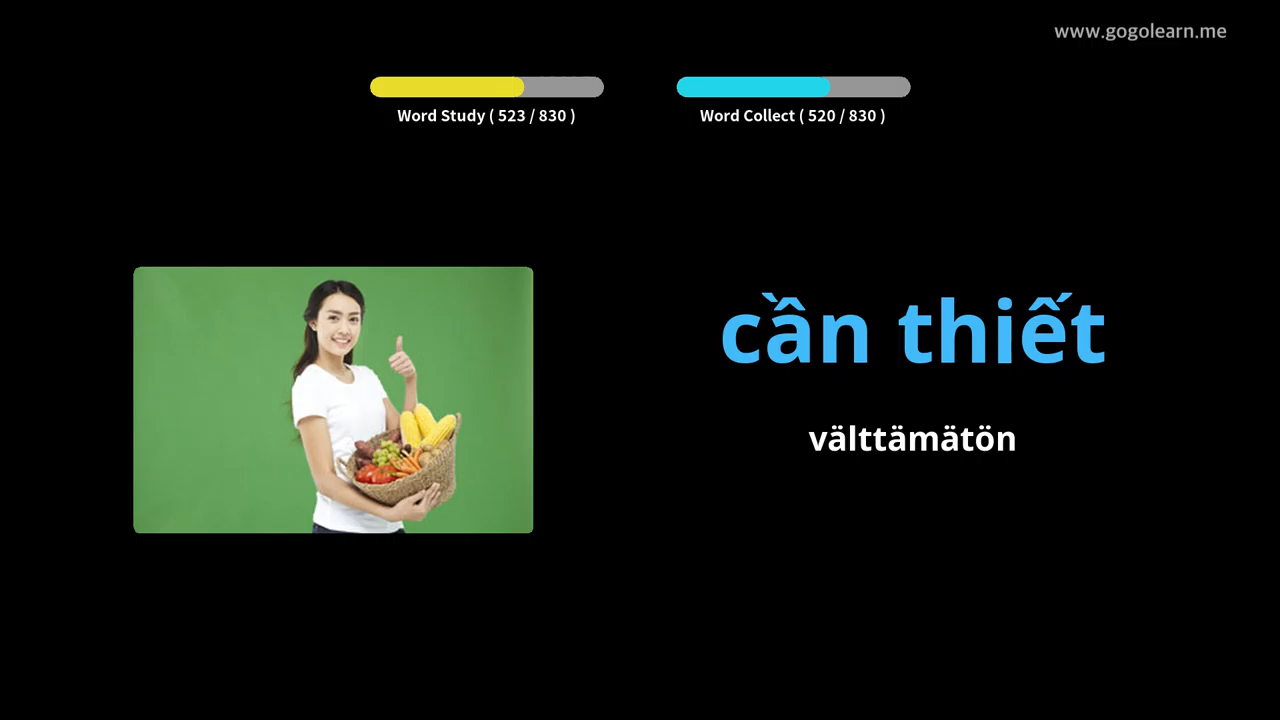 www.gogolearn.me
Word Study ( 523 / 830 )
Word Collect ( 520 / 830 )
cần thiết
välttämätön